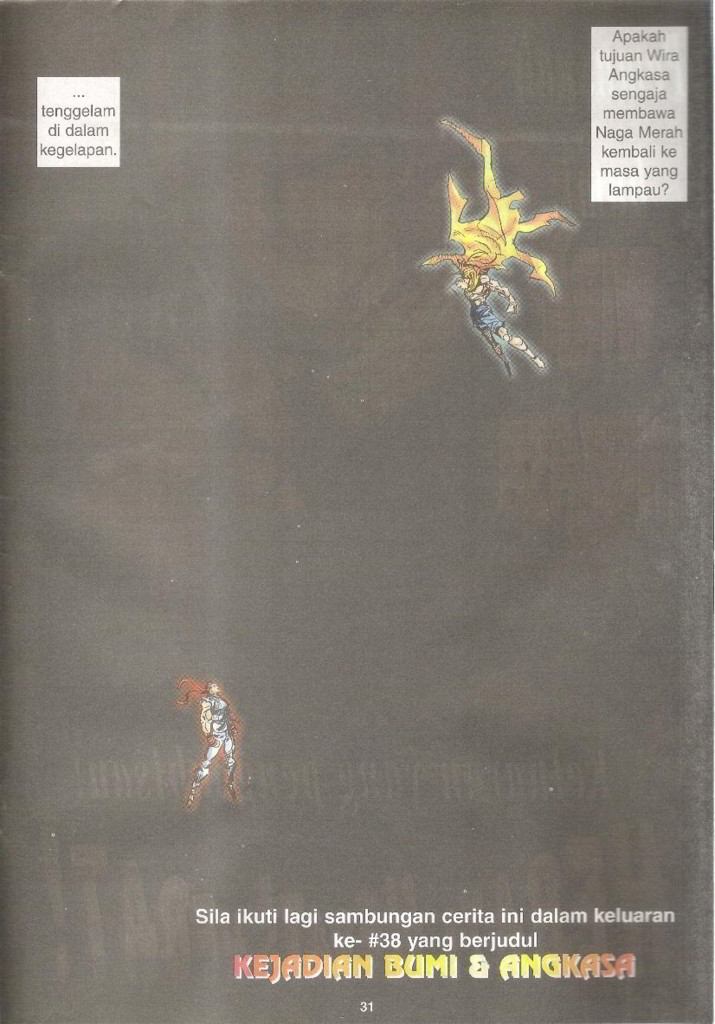 ...
tenggelam
di dalam
kegelapan.
Apakah
tujuan Wira
Angkasa
sengaja
membawa
Naga Merah
kembali ke
masa yang
lampau?
Sila ikuti lagi sambungan cerita ini dalam keluaran
ke- #38 yang berjudul
KEJADIAN BUMI & ANGKASA
31